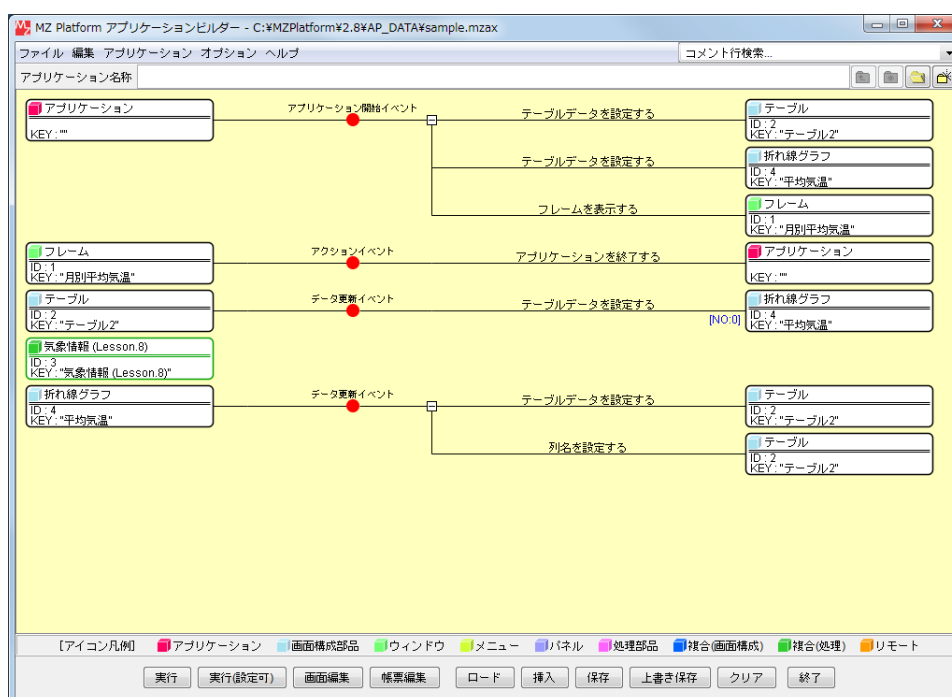 MZ Platform アプリケーションビルダー - C:¥MZPlatform¥2.8¥AP_DATA¥sample.mzax
ファイル 編集 アプリケーション オプション ヘルプ
コメント行検索...
アプリケーション名称
アプリケーション
KEY:""
アプリケーション開始イベント
テーブルデータを設定する
テーブル
ID:2
KEY:"テーブル2"
テーブルデータを設定する
折れ線グラフ
ID:4
KEY:"平均気温"
フレームを表示する
フレーム
ID:1
KEY:"月別平均気温"
フレーム
ID:1
KEY:"月別平均気温"
アクションイベント
アプリケーションを終了する
アプリケーション
KEY:""
テーブル
ID:2
KEY:"テーブル2"
データ更新イベント
テーブルデータを設定する
[NO:0]
折れ線グラフ
ID:4
KEY:"平均気温"
気象情報 (Lesson.8)
ID:3
KEY:"気象情報 (Lesson.8)"
折れ線グラフ
ID:4
KEY:"平均気温"
データ更新イベント
テーブルデータを設定する
テーブル
ID:2
KEY:"テーブル2"
列名を設定する
テーブル
ID:2
KEY:"テーブル2"
[アイコン凡例] アプリケーション 画面構成部品 ウィンドウ メニュー パネル 処理部品 複合(画面構成) 複合(処理) リモート
実行 実行(設定可) 画面編集 帳票編集 ロード 挿入 保存 上書き保存 クリア 終了